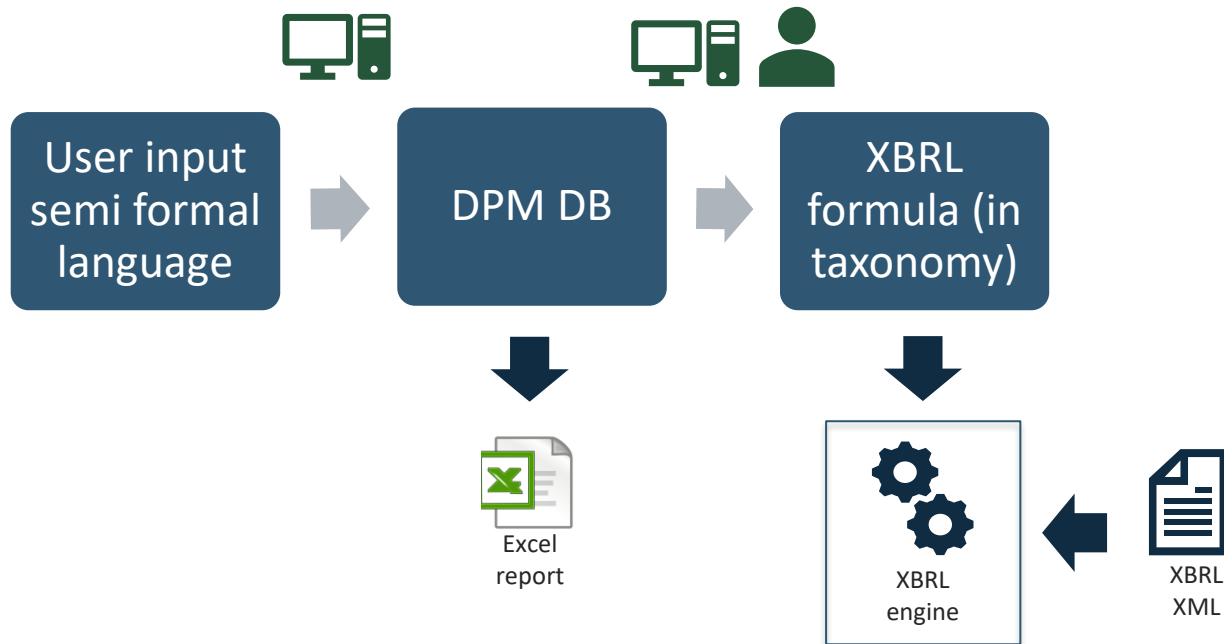 User input
semi formal
language
DPM DB
XBRL
formula (in
taxonomy)
Excel
report
XBRL
engine
XBRL
XML